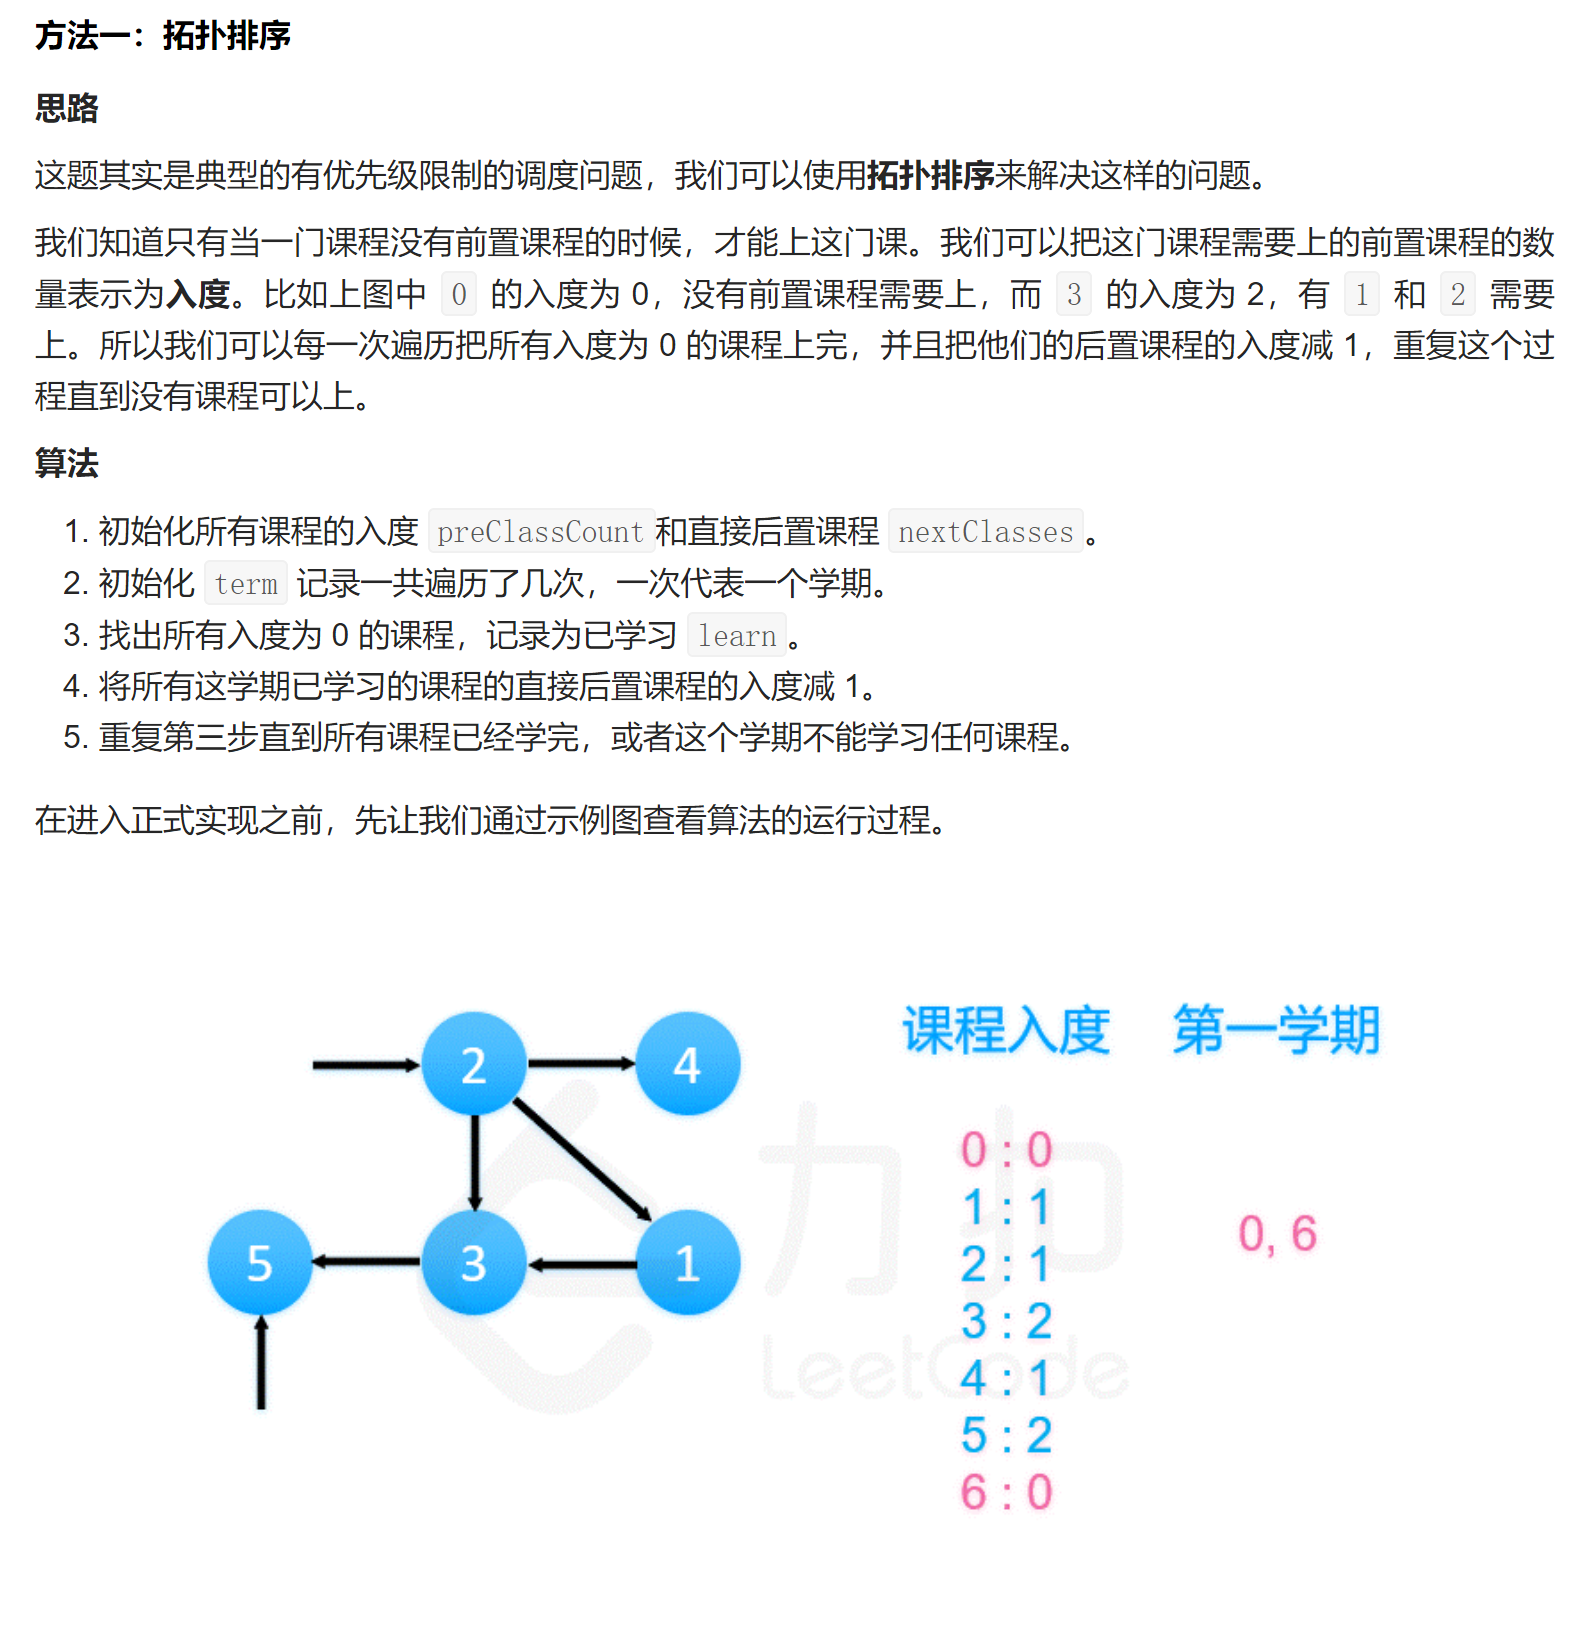 方法一：拓扑排序
思路
这题其实是典型的有优先级限制的调度问题，我们可以使用拓扑排序来解决这样的问题。
我们知道只有当一门课程没有前置课程的时候，才能上这门课。我们可以把这门课程需要上的前置课程的数
量表示为入度。比如上图中 0 的入度为 0，没有前置课程需要上，而 3 的入度为 2，有 1 和 2 需要
上。所以我们可以每一次遍历把所有入度为 0 的课程上完，并且把他们的后置课程的入度减 1，重复这个过
程直到没有课程可以上。
算法
1. 初始化所有课程的入度 preClassCount 和直接后置课程 nextClasses 。
2. 初始化 term 记录一共遍历了几次，一次代表一个学期。
3. 找出所有入度为 0 的课程，记录为已学习 learn 。
4. 将所有这学期已学习的课程的直接后置课程的入度减 1。
5. 重复第三步直到所有课程已经学完，或者这个学期不能学习任何课程。
在进入正式实现之前，先让我们通过示例图查看算法的运行过程。
课程入度 第一学期
2 4
5 3 1
0 : 0
1 : 1
2 : 1
3 : 2
4 : 1
5 : 2
6 : 0
0, 6
力扣
LeetCode